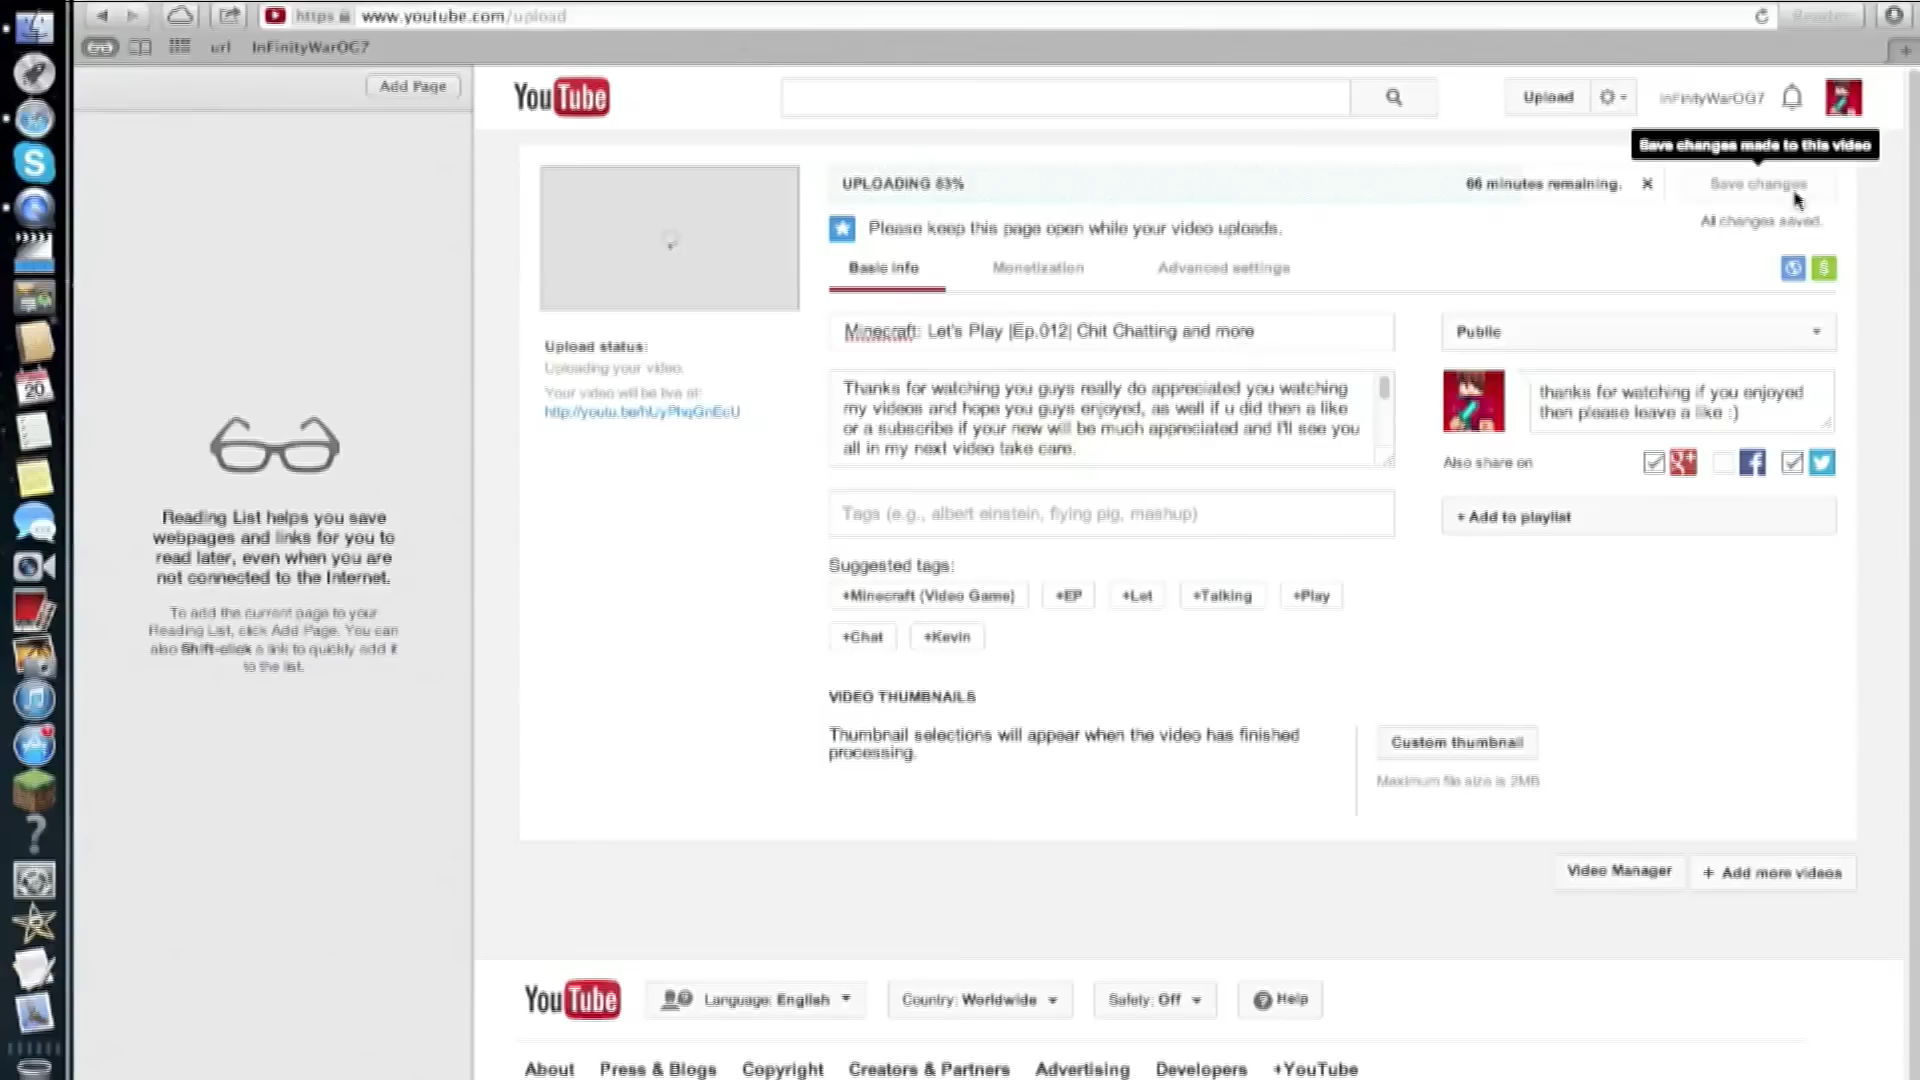 https www.youtube.com/upload
Reader
url InFinityWarOG7
Add Page
YouTube
Upload
InFinityWarOG7
Save changes made to this video
UPLOADING 83%
66 minutes remaining.
Save changes
Please keep this page open while your video uploads.
All changes saved.
Basic info
Monetization
Advanced settings
Minecraft: Let's Play |Ep.012| Chit Chatting and more
Public
Upload status:
Uploading your video.
Your video will be live at:
Thanks for watching you guys really do appreciated you watching
my videos and hope you guys enjoyed, as well if u did then a like
or a subscribe if your new will be much appreciated and I'll see you
all in my next video take care.
thanks for watching if you enjoyed
then please leave a like :)
Also share on
Tags (e.g., albert einstein, flying pig, mashup)
+ Add to playlist
Suggested tags:
+Minecraft (Video Game)
+EP
+Let
+Talking
+Play
+Chat
+Kevin
VIDEO THUMBNAILS
Thumbnail selections will appear when the video has finished
processing.
Custom thumbnail
Maximum file size is 2MB
Video Manager
+ Add more videos
Reading List helps you save
webpages and links for you to
read later, even when you are
not connected to the Internet.
To add the current page to your
Reading List, click Add Page. You can
also Shift-click a link to quickly add it
to the list.
20
YouTube
Language: English
Country: Worldwide
Safety: Off
Help
About
Press & Blogs
Copyright
Creators & Partners
Advertising
Developers
+YouTube